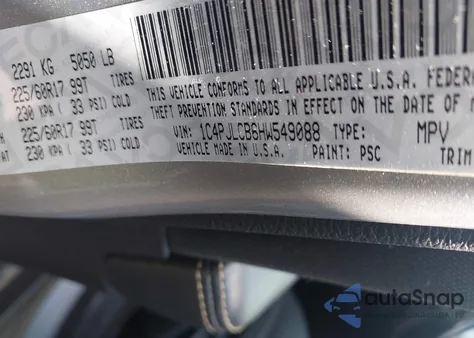 2291 KG 5050 LB
225/60R17 99T TIRES
230 KPA ( 33 PSI) COLD
225/60R17 99T TIRES
AT 230 KPA ( 33 PSI) COLD
THIS VEHICLE CONFORMS TO ALL APPLICABLE U.S.A. FEDERA
THEFT PREVENTION STANDARDS IN EFFECT ON THE DATE OF
VIN: 1C4PJLCB6HW549088 TYPE: MPV
VEHICLE MADE IN U.S.A. PAINT: PSC TRIM
autoSnap